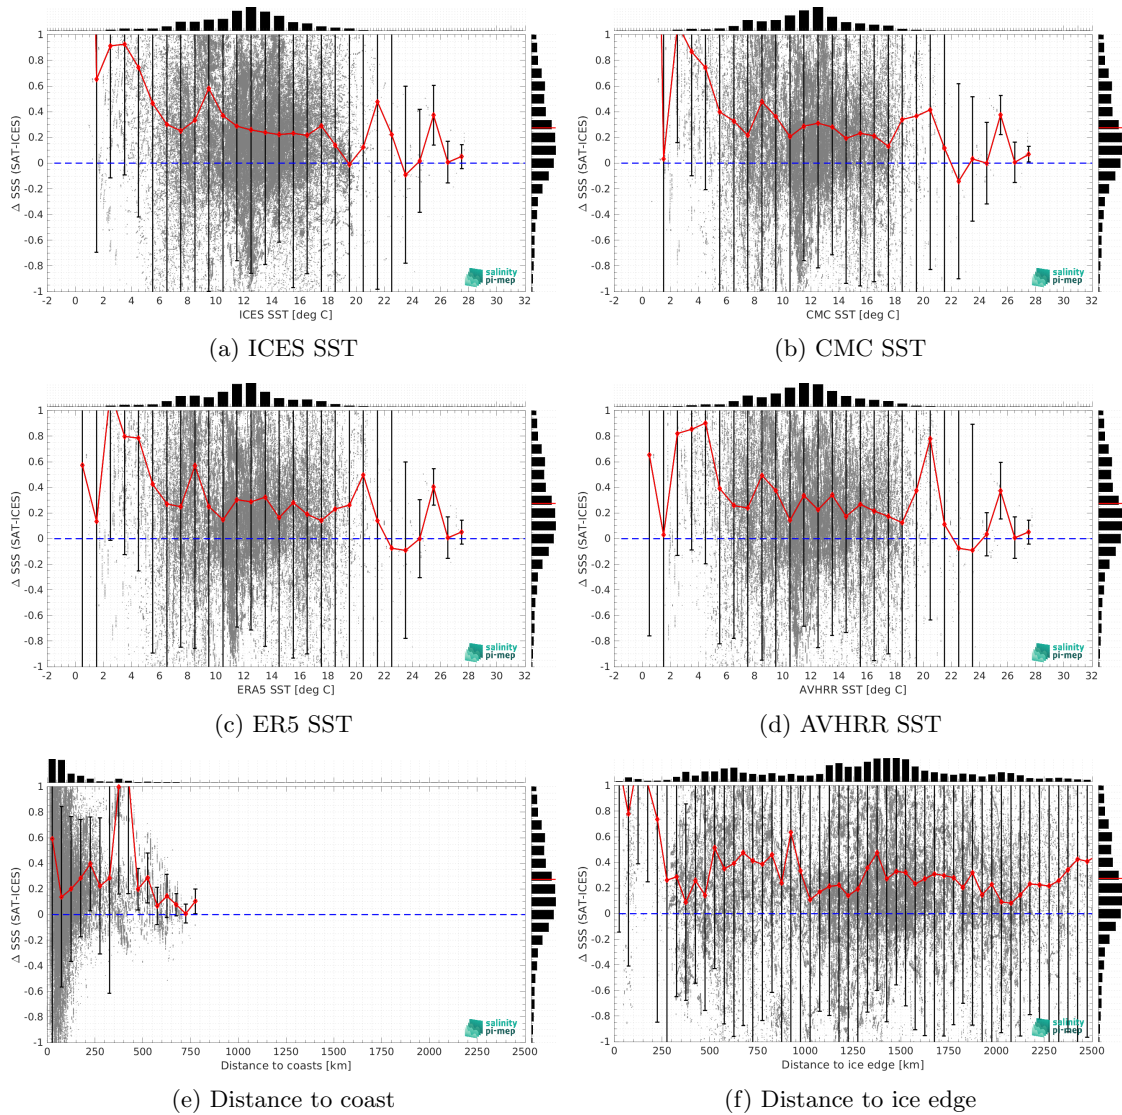 1
0.8
0.6
0.4
0.2
0
-0.2
-0.4
-0.6
-0.8
-1
Δ SSS (SAT-ICES)
-2 0 2 4 6 8 10 12 14 16 18 20 22 24 26 28 30 32
ICES SST [deg C]
salinity
pi-mep
(a) ICES SST
1
0.8
0.6
0.4
0.2
0
-0.2
-0.4
-0.6
-0.8
-1
Δ SSS (SAT-ICES)
-2 0 2 4 6 8 10 12 14 16 18 20 22 24 26 28 30 32
CMC SST [deg C]
salinity
pi-mep
(b) CMC SST
1
0.8
0.6
0.4
0.2
0
-0.2
-0.4
-0.6
-0.8
-1
Δ SSS (SAT-ICES)
-2 0 2 4 6 8 10 12 14 16 18 20 22 24 26 28 30 32
ERA5 SST [deg C]
salinity
pi-mep
(c) ER5 SST
1
0.8
0.6
0.4
0.2
0
-0.2
-0.4
-0.6
-0.8
-1
Δ SSS (SAT-ICES)
-2 0 2 4 6 8 10 12 14 16 18 20 22 24 26 28 30 32
AVHRR SST [deg C]
salinity
pi-mep
(d) AVHRR SST
1
0.8
0.6
0.4
0.2
0
-0.2
-0.4
-0.6
-0.8
-1
Δ SSS (SAT-ICES)
0 250 500 750 1000 1250 1500 1750 2000 2250 2500
Distance to coasts [km]
salinity
pi-mep
(e) Distance to coast
1
0.8
0.6
0.4
0.2
0
-0.2
-0.4
-0.6
-0.8
-1
Δ SSS (SAT-ICES)
0 250 500 750 1000 1250 1500 1750 2000 2250 2500
Distance to ice edge [km]
salinity
pi-mep
(f) Distance to ice edge